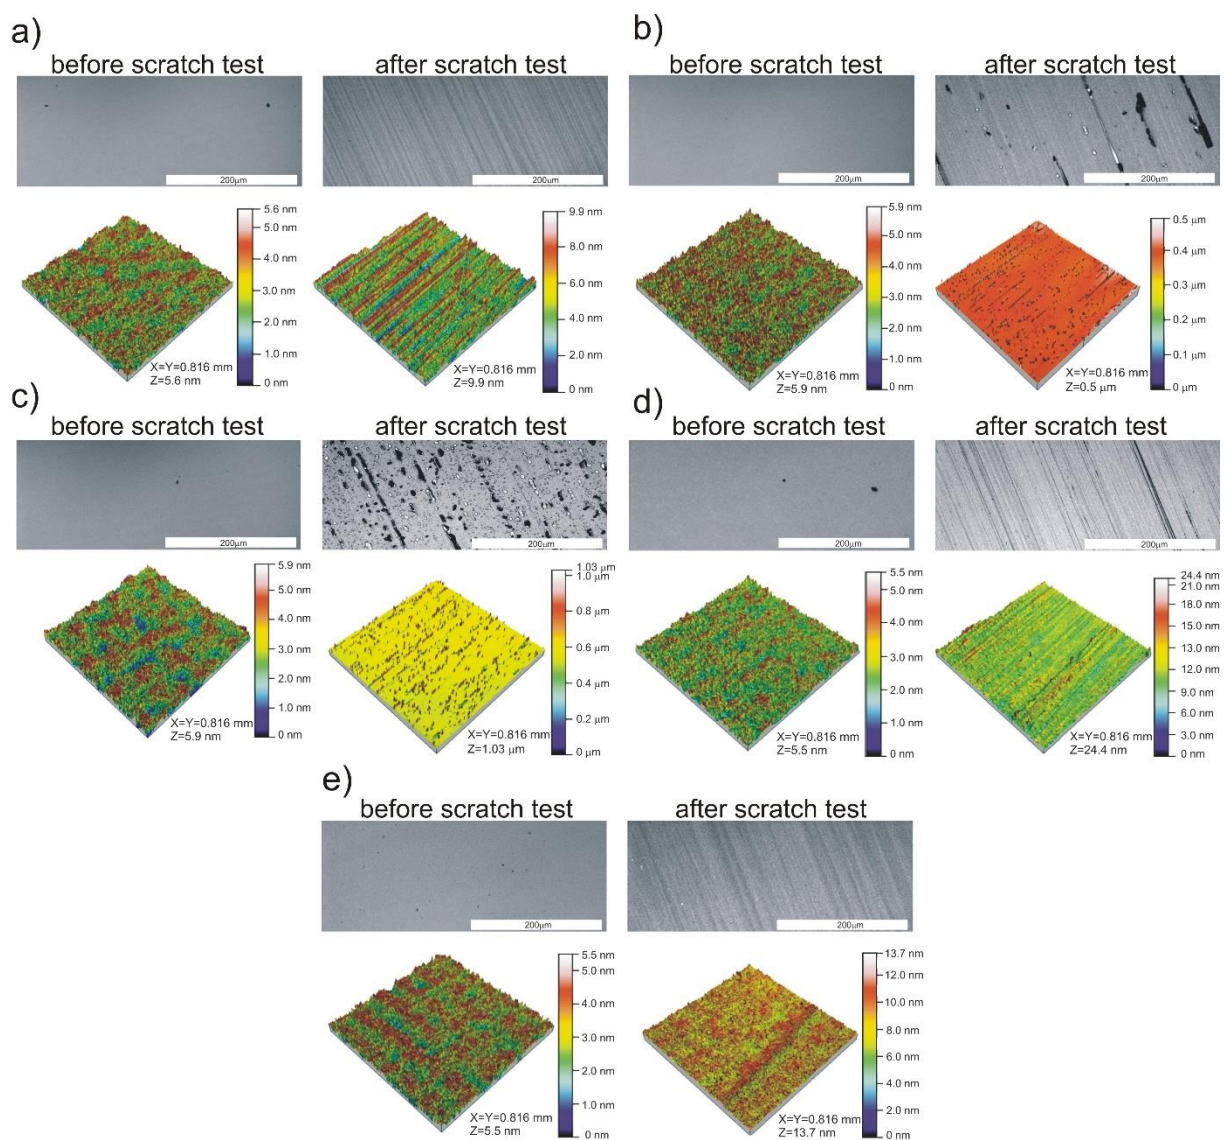 a)
before scratch test
after scratch test
200μm
200μm
5.6 nm
5.0 nm
4.0 nm
3.0 nm
2.0 nm
1.0 nm
0 nm
X=Y=0.816 mm
Z=5.6 nm
9.9 nm
8.0 nm
6.0 nm
4.0 nm
2.0 nm
0 nm
X=Y=0.816 mm
Z=9.9 nm
b)
before scratch test
after scratch test
200μm
200μm
5.9 nm
5.0 nm
4.0 nm
3.0 nm
2.0 nm
1.0 nm
0 nm
X=Y=0.816 mm
Z=5.9 nm
0.5 μm
0.4 μm
0.3 μm
0.2 μm
0.1 μm
0 μm
X=Y=0.816 mm
Z=0.5 μm
c)
before scratch test
after scratch test
200μm
200μm
5.9 nm
5.0 nm
4.0 nm
3.0 nm
2.0 nm
1.0 nm
0 nm
X=Y=0.816 mm
Z=5.9 nm
1.03 μm
1.0 μm
0.8 μm
0.6 μm
0.4 μm
0.2 μm
0 μm
X=Y=0.816 mm
Z=1.03 μm
d)
before scratch test
after scratch test
200μm
200μm
5.5 nm
5.0 nm
4.0 nm
3.0 nm
2.0 nm
1.0 nm
0 nm
X=Y=0.816 mm
Z=5.5 nm
24.4 nm
21.0 nm
18.0 nm
15.0 nm
12.0 nm
9.0 nm
6.0 nm
3.0 nm
0 nm
X=Y=0.816 mm
Z=24.4 nm
e)
before scratch test
after scratch test
200μm
200μm
5.5 nm
5.0 nm
4.0 nm
3.0 nm
2.0 nm
1.0 nm
0 nm
X=Y=0.816 mm
Z=5.5 nm
13.7 nm
12.0 nm
10.0 nm
8.0 nm
6.0 nm
4.0 nm
2.0 nm
0 nm
X=Y=0.816 mm
Z=13.7 nm